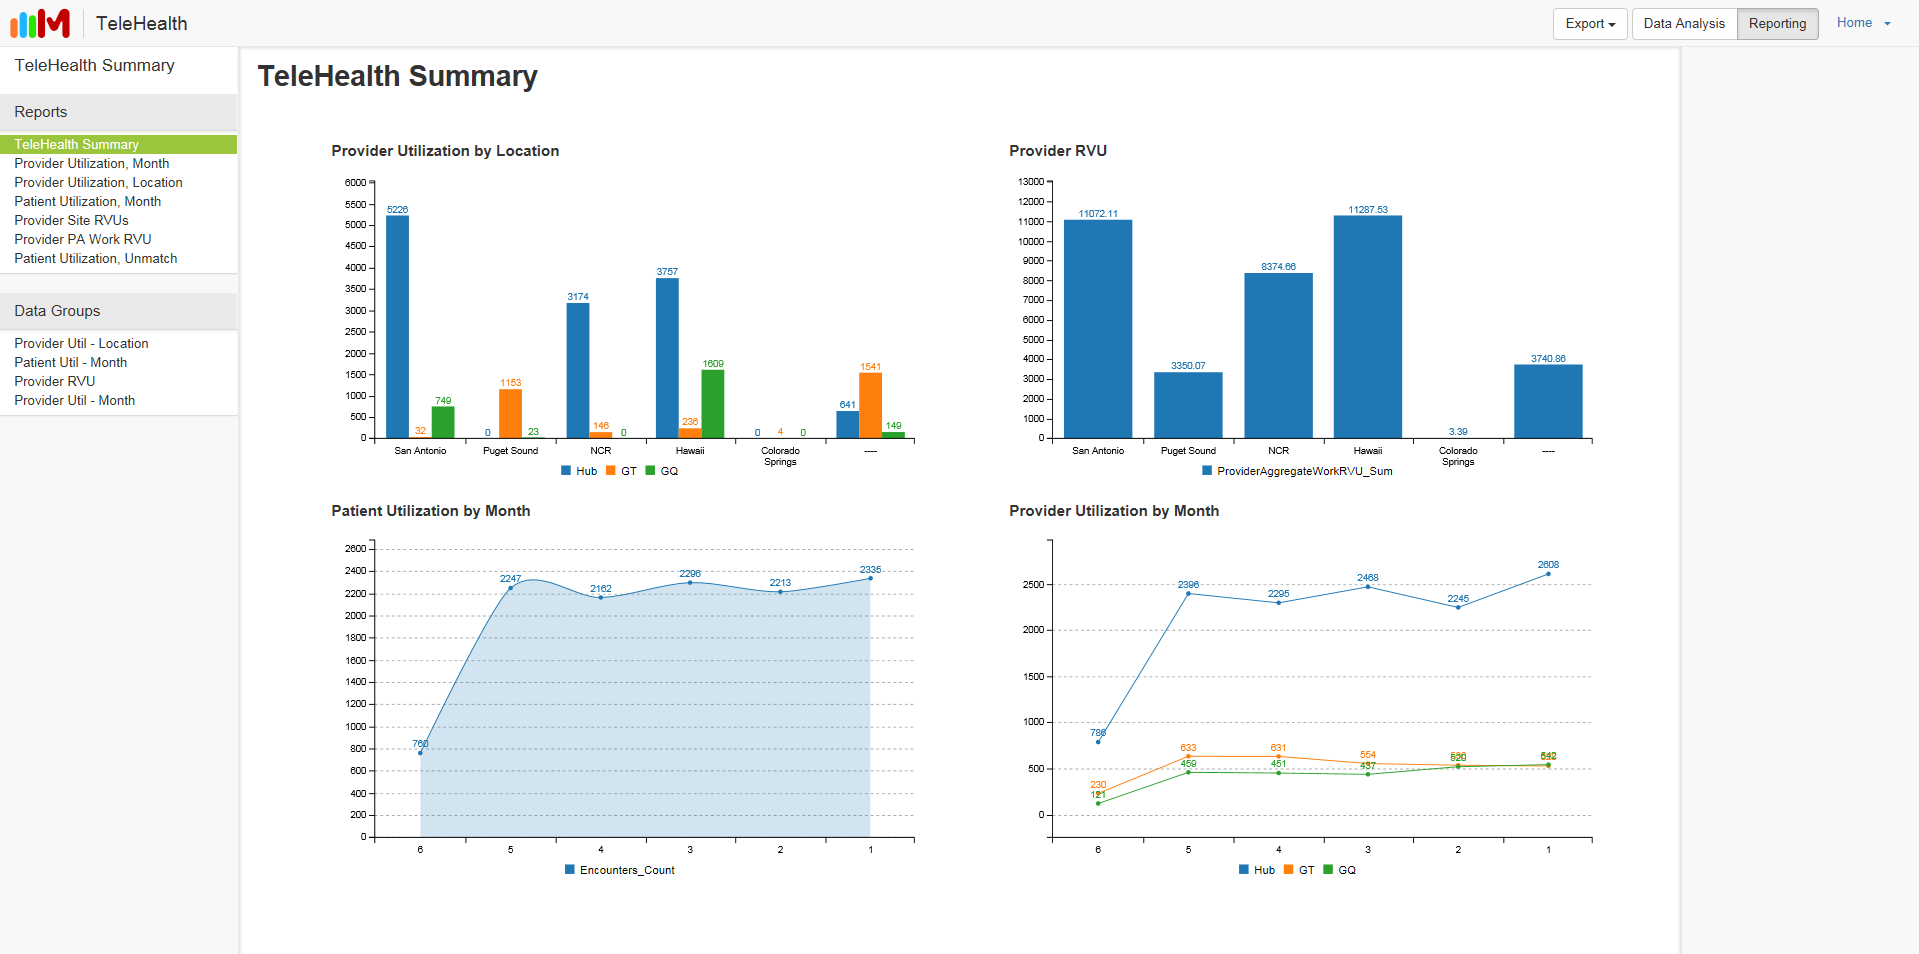 TeleHealth
Export
Data Analysis
Reporting
Home
TeleHealth Summary
Reports
TeleHealth Summary
Provider Utilization, Month
Provider Utilization, Location
Patient Utilization, Month
Provider Site RVUs
Provider PA Work RVU
Patient Utilization, Unmatch
Data Groups
Provider Util - Location
Patient Util - Month
Provider RVU
Provider Util - Month
TeleHealth Summary
Provider Utilization by Location
6000
5500
5000
4500
4000
3500
3000
2500
2000
1500
1000
500
0
5226
32
749
0
1153
23
3174
146
0
3757
236
1609
0
4
0
641
1541
149
San Antonio
Puget Sound
NCR
Hawaii
Colorado
Springs
----
Hub GT GQ
Provider RVU
13000
12000
11000
10000
9000
8000
7000
6000
5000
4000
3000
2000
1000
0
11072.11
3350.07
8374.66
11287.53
3.39
3740.86
San Antonio
Puget Sound
NCR
Hawaii
Colorado
Springs
----
ProviderAggregateWorkRVU_Sum
Patient Utilization by Month
2600
2400
2200
2000
1800
1600
1400
1200
1000
800
600
400
200
0
760
2247
2162
2296
2213
2335
6 5 4 3 2 1
Encounters_Count
Provider Utilization by Month
2500
2000
1500
1000
500
0
786
2396
2295
2468
2245
2608
230
633
631
554
121
459
451
437
520
542
6 5 4 3 2 1
Hub GT GQ